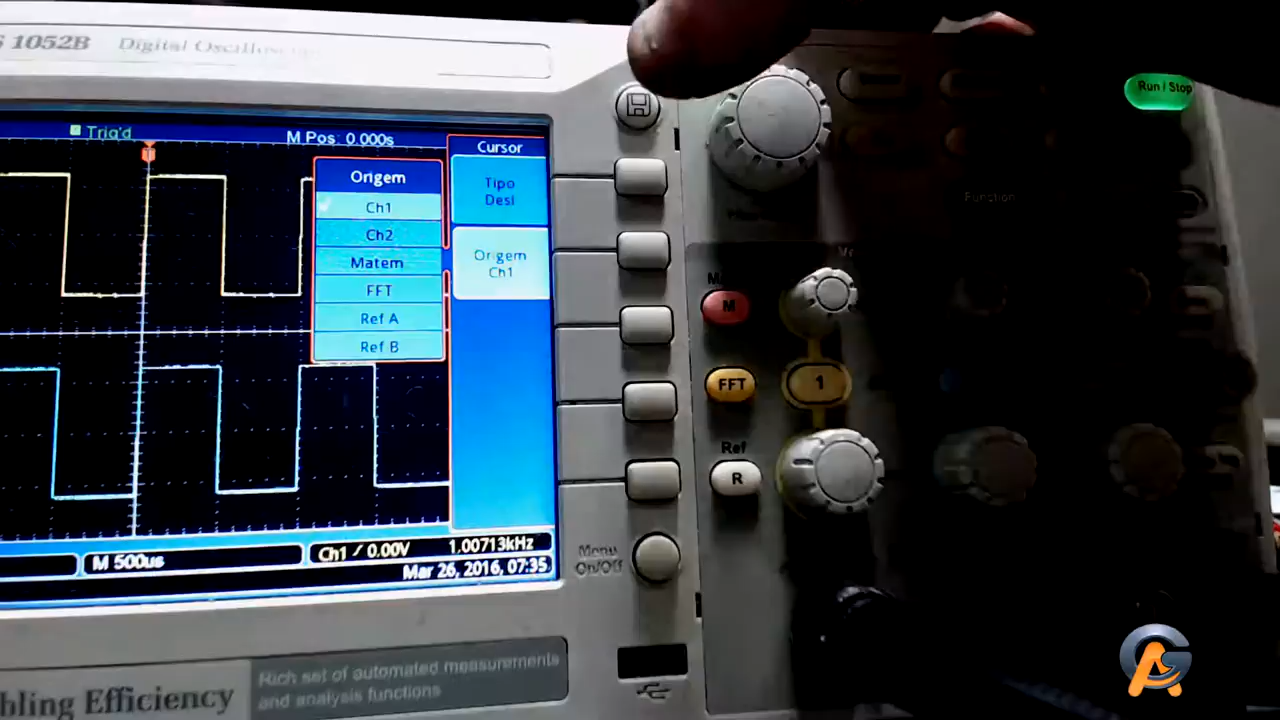 1052B Digital Oscillosc
Run / Stop
Trig'd
M Pos: 0.000s
Cursor
Origem
Ch1
Ch2
Matem
FFT
Ref A
Ref B
Tipo
Desl
Origem
Ch1
Function
M
FFT
1
Ref
R
M 500us
Ch1 / 0.00V
1.00713kHz
Mar 26, 2016, 07:35
Menu
On/Off
bling Efficiency
Rich set of automated measurements
and analysis functions